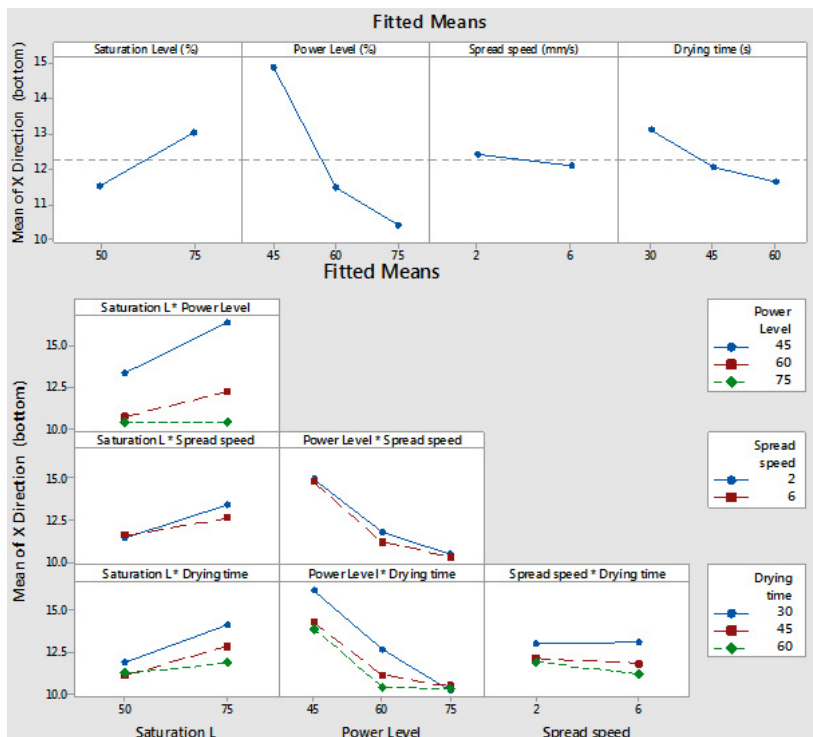 Fitted Means
Saturation Level (%) Power Level (%) Spread speed (mm/s) Drying time (s)
Mean of X Direction (bottom)
15
14
13
12
11
10
50 75 45 60 75 2 6 30 45 60
Fitted Means
Mean of X Direction (bottom)
Saturation L * Power Level
15.0
12.5
10.0
Power
Level
45
60
75
Saturation L * Spread speed Power Level * Spread speed
15.0
12.5
10.0
Spread
speed
2
6
Saturation L * Drying time Power Level * Drying time Spread speed * Drying time
15.0
12.5
10.0
Drying
time
30
45
60
50 75 45 60 75 2 6
Saturation L Power Level Spread speed